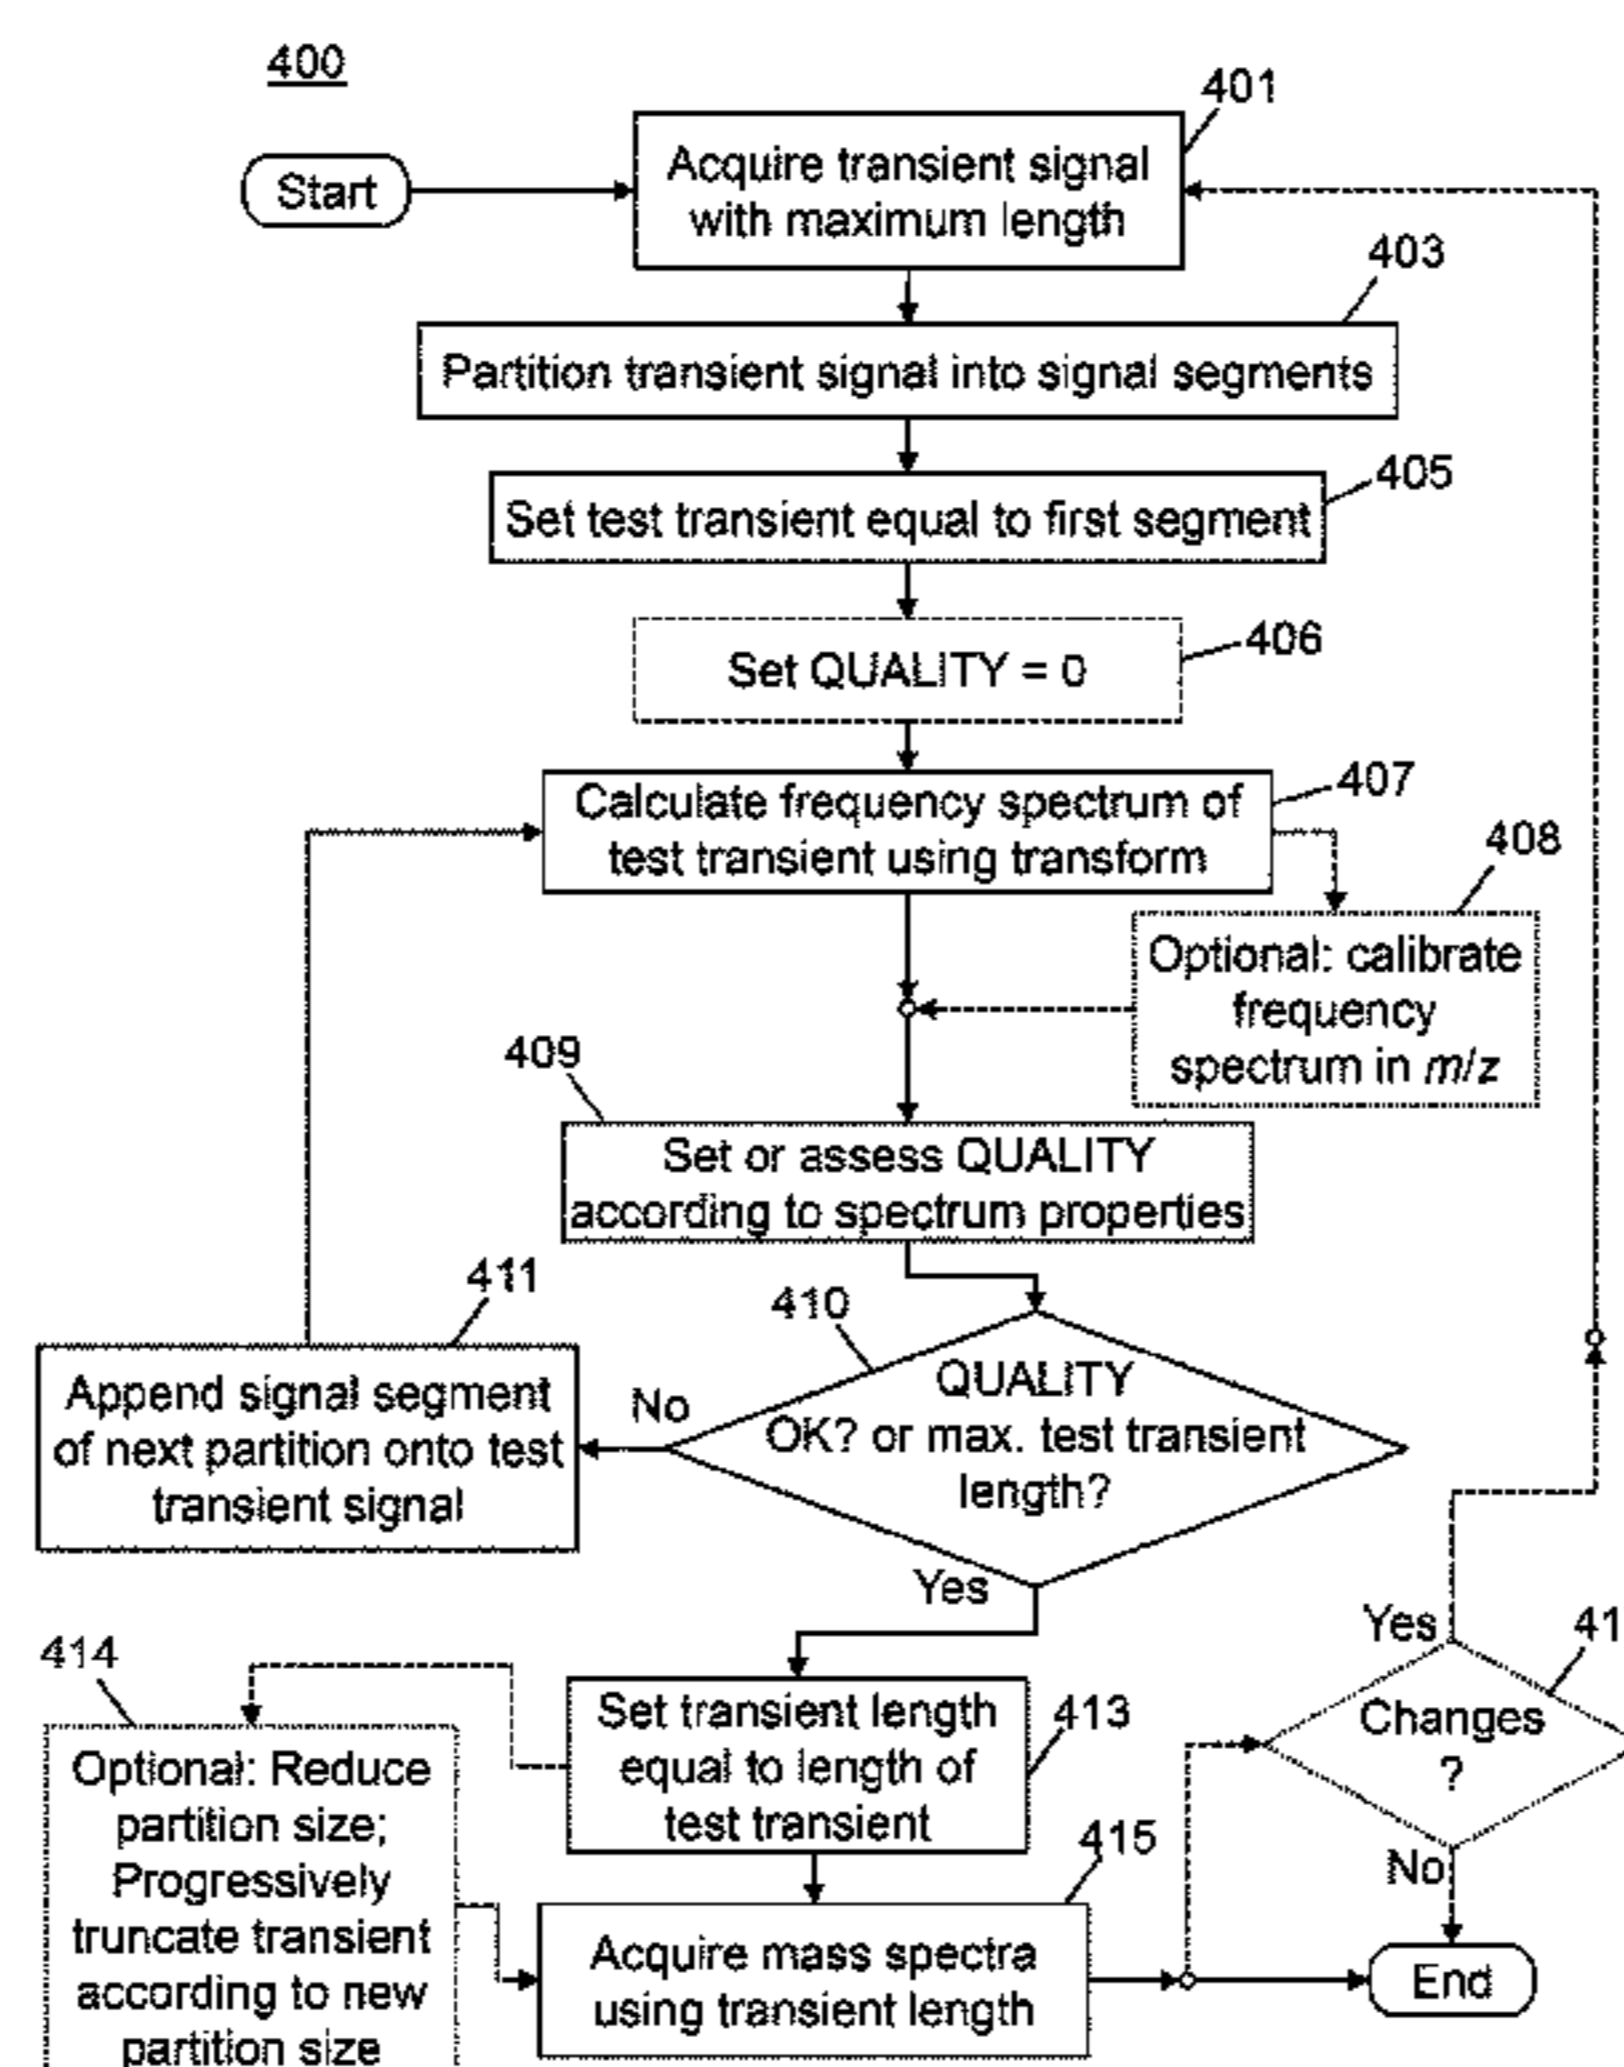 400
401
Start
Acquire transient signal
with maximum length
403
Partition transient signal into signal segments
405
Set test transient equal to first segment
406
Set QUALITY = 0
407
Calculate frequency spectrum of
test transient using transform
408
Optional: calibrate
frequency
spectrum in m/z
409
Set or assess QUALITY
according to spectrum properties
411
410
Append signal segment
of next partition onto test
transient signal
No
QUALITY
OK? or max. test transient
length?
Yes
Yes
41
Changes
?
No
414
Optional: Reduce
partition size;
Progressively
truncate transient
according to new
partition size
413
Set transient length
equal to length of
test transient
415
Acquire mass spectra
using transient length
End